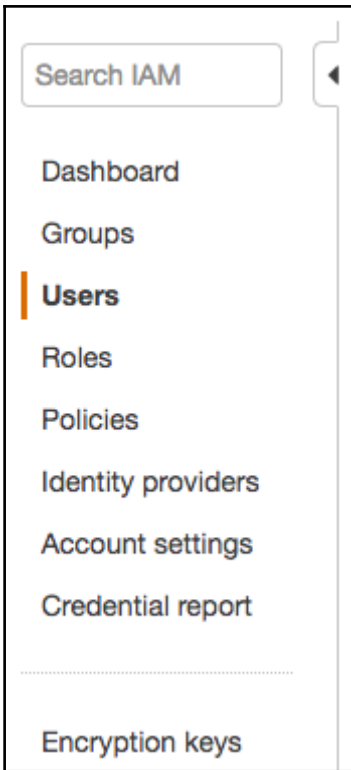 Search IAM
Dashboard
Groups
Users
Roles
Policies
Identity providers
Account settings
Credential report
Encryption keys